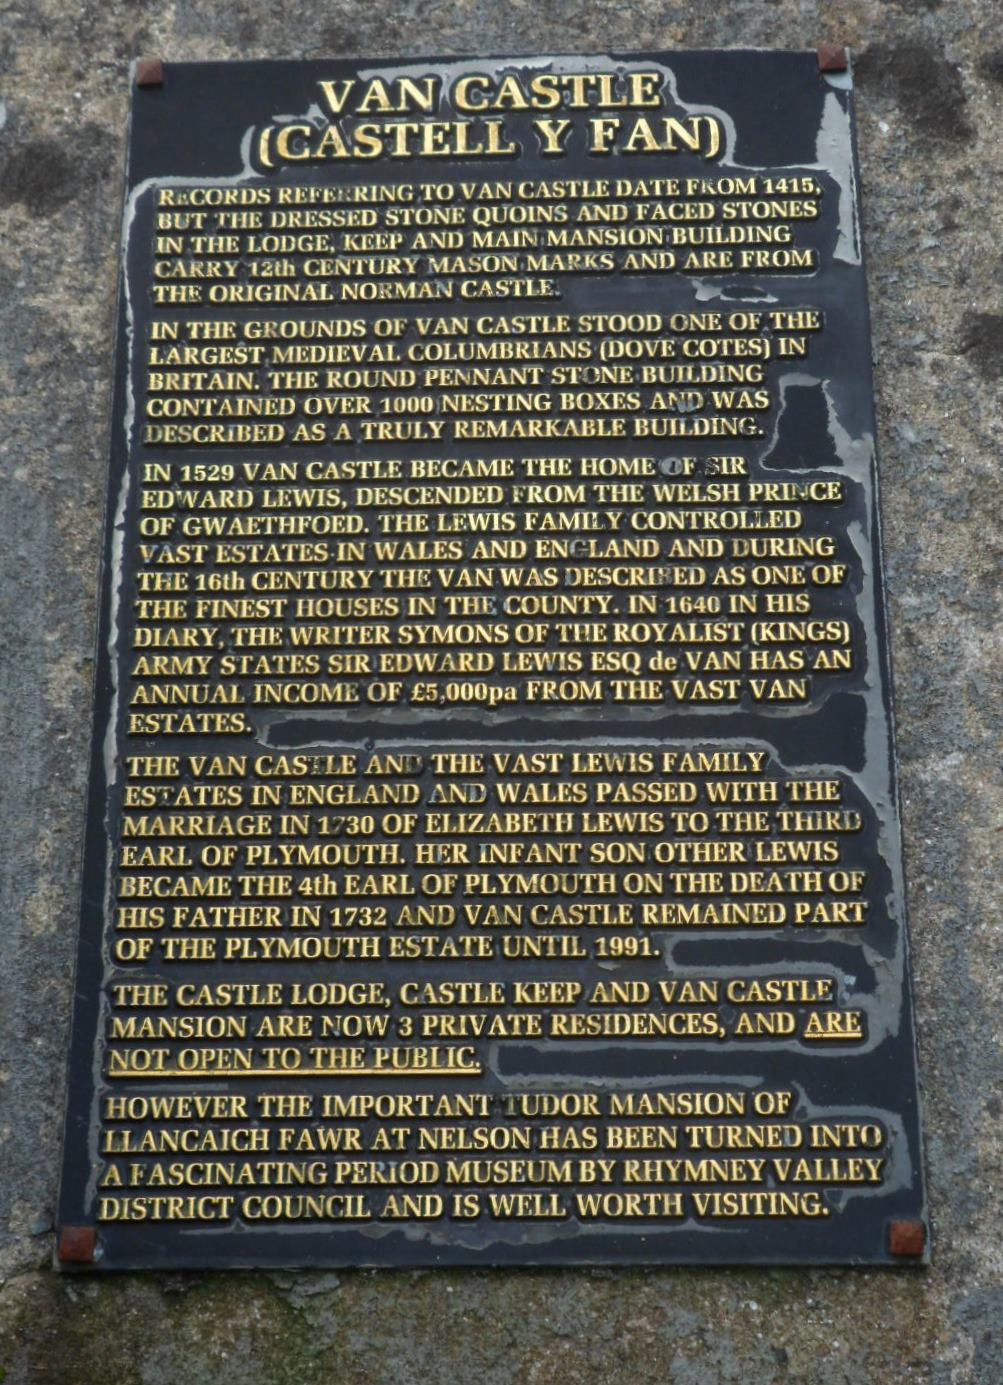 VAN CASTLE
(CASTELL Y FAN)
RECORDS REFERRING TO VAN CASTLE DATE FROM 1415,
BUT THE DRESSED STONE QUOINS AND FACED STONES
IN THE LODGE, KEEP AND MAIN MANSION BUILDING
CARRY 12th CENTURY MASON MARKS AND ARE FROM
THE ORIGINAL NORMAN CASTLE.
IN THE GROUNDS OF VAN CASTLE STOOD ONE OF THE
LARGEST MEDIEVAL COLUMBRIANS (DOVE COTES) IN
BRITAIN. THE ROUND PENNANT STONE BUILDING
CONTAINED OVER 1000 NESTING BOXES AND WAS
DESCRIBED AS A TRULY REMARKABLE BUILDING.
IN 1529 VAN CASTLE BECAME THE HOME OF SIR
EDWARD LEWIS, DESCENDED FROM THE WELSH PRINCE
OF GWAETHFOED. THE LEWIS FAMILY CONTROLLED
VAST ESTATES IN WALES AND ENGLAND AND DURING
THE 16th CENTURY THE VAN WAS DESCRIBED AS ONE OF
THE FINEST HOUSES IN THE COUNTY. IN 1640 IN HIS
DIARY, THE WRITER SYMONS OF THE ROYALIST (KINGS)
ARMY STATES SIR EDWARD LEWIS ESQ de VAN HAS AN
ANNUAL INCOME OF £5,000pa FROM THE VAST VAN
ESTATES.
THE VAN CASTLE AND THE VAST LEWIS FAMILY
ESTATES IN ENGLAND AND WALES PASSED WITH THE
MARRIAGE IN 1730 OF ELIZABETH LEWIS TO THE THIRD
EARL OF PLYMOUTH. HER INFANT SON OTHER LEWIS
BECAME THE 4th EARL OF PLYMOUTH ON THE DEATH OF
HIS FATHER IN 1732 AND VAN CASTLE REMAINED PART
OF THE PLYMOUTH ESTATE UNTIL 1991.
THE CASTLE LODGE, CASTLE KEEP AND VAN CASTLE
MANSION ARE NOW 3 PRIVATE RESIDENCES, AND ARE
NOT OPEN TO THE PUBLIC.
HOWEVER THE IMPORTANT TUDOR MANSION OF
LLANCAICH FAWR AT NELSON HAS BEEN TURNED INTO
A FASCINATING PERIOD MUSEUM BY RHYMNEY VALLEY
DISTRICT COUNCIL, AND IS WELL WORTH VISITING.